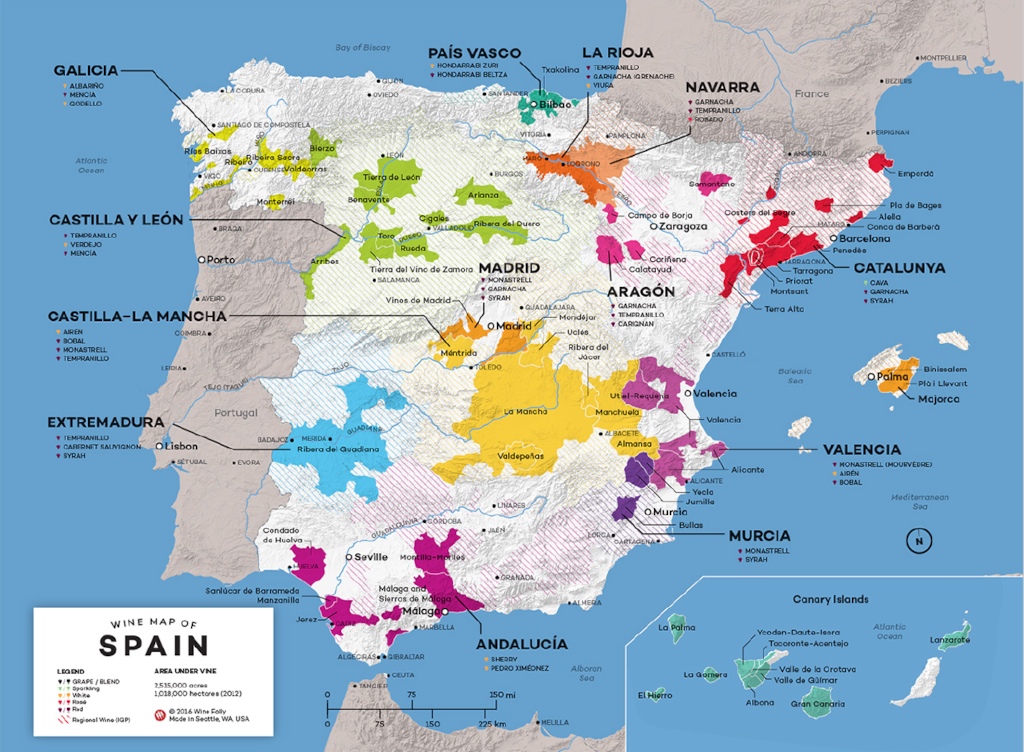 Bay of Biscay
PAÍS VASCO
HONDARRABI ZURI
HONDARRABI BELTZA
Txakolina
LA RIOJA
TEMPRANILLO
GARNACHA (GRENACHE)
VIURA
NAVARRA
GARNACHA
TEMPRANILLO
ROSADO
MONTPELLIER
BEZIERS
France
PERPIGNAN
ANDORRA
GALICIA
ALBARIÑO
MENCIA
GODELLO
LA CORUÑA
GIJON
OVIEDO
SANTANDER
Bilbao
VITORIA
PAMPLONA
SANTIAGO DE COMPOSTELA
Atlantic
Ocean
Rías Baixas
Ribeiro
Ribeira Sacra
Valdeorras
Bierzo
VIGO
OURENSE
MINHO
Monterrei
LEÓN
Tierra de León
Benavente
BURGOS
Arlanza
HARO
LOGROÑO
EBRO
Somontano
Empordà
Pla de Bages
Alella
Conca de Barberà
Costers del Segre
MATARO
Barcelona
Penedès
CATALUNYA
CAVA
GARNACHA
SYRAH
TARRAGONA
Tarragona
Priorat
Montsant
Terra Alta
CASTILLA Y LEÓN
TEMPRANILLO
VERDEJO
MENCIA
BRAGA
Porto
Cigales
VALLADOLID
Ribera del Duero
Toro
DUERO
Rueda
Arribes
Tierra del Vino de Zamora
SALAMANCA
Campo de Borja
Zaragoza
Cariñena
Calatayud
ARAGÓN
GARNACHA
TEMPRANILLO
CARIGNAN
MADRID
MONASTRELL
GARNACHA
SYRAH
Vinos de Madrid
GUADALAJARA
Mondéjar
Madrid
Uclés
Ribera del
Júcar
AVEIRO
CASTILLA–LA MANCHA
AIRÉN
BOBAL
MONASTRELL
TEMPRANILLO
COIMBRA
LEIRIA
TEJO (TAGUS)
TAJO
Portugal
Méntrida
TOLEDO
CASTELLÓ
Balearic
Sea
Palma
Binissalem
Pla i Llevant
Majorca
EXTREMADURA
TEMPRANILLO
CABERNET SAUVIGNON
SYRAH
Lisbon
SETUBAL
EVORA
BADAJOZ
MERIDA
GUADIANA
Ribera del Guadiana
La Mancha
Valdepeñas
Utiel-Requena
Manchuela
ALBACETE
Almansa
Valencia
Valencia
VALENCIA
MONASTRELL (MOURVÈDRE)
AIRÉN
BOBAL
Alicante
ALICANTE
Yecla
Jumilla
Murcia
Bullas
LORCA
CARTAGENA
MURCIA
MONASTRELL
SYRAH
Mediterranean
Sea
N
LINARES
CÓRDOBA
GUADALQUIVIR
JAÉN
Condado
de Huelva
HUELVA
Seville
Montilla-Moriles
GRANADA
ALMERIA
Sanlúcar de Barrameda
Manzanilla
Jerez
CADIZ
Málaga and
Sierras de Málaga
Málaga
MARBELLA
ALGECIRAS
GIBRALTAR
CEUTA
TANGIER
MELILLA
ANDALUCÍA
SHERRY
PEDRO XIMÉNEZ
Alboran
Sea
0 75 150 mi
0 75 150 225 km
WINE MAP OF
SPAIN
LEGEND
GRAPE / BLEND
Sparkling
White
Rosé
Red
Regional Wine (IGP)
AREA UNDER VINE
2,515,000 acres
1,018,000 hectares (2012)
© 2016 Wine Folly
Made in Seattle, WA, USA
Canary Islands
Atlantic
Ocean
La Palma
Ycoden-Daute-Isora
Tacoronte-Acentejo
Lanzarote
La Gomera
Valle de la Orotava
Valle de Güímar
El Hierro
Abona
Gran Canaria